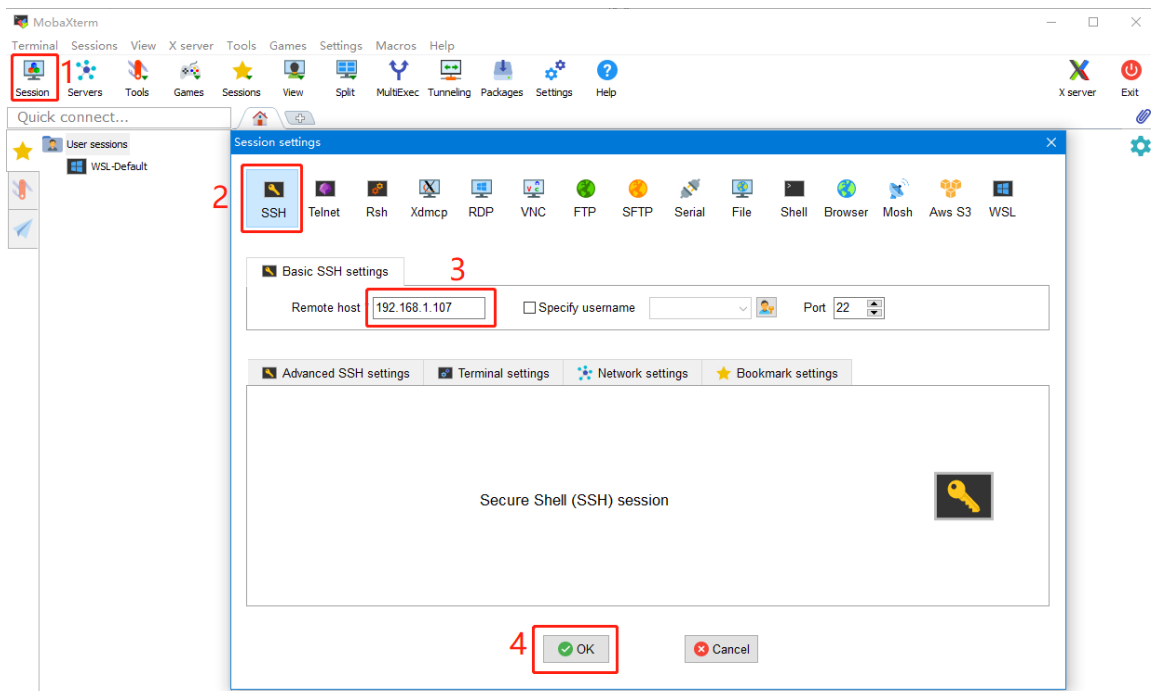 MobaXterm
Terminal Sessions View X server Tools Games Settings Macros Help
1
Session Servers Tools Games Sessions View Split MultiExec Tunneling Packages Settings Help X server Exit
Quick connect...
User sessions
WSL-Default
Session settings
2
SSH Telnet Rsh Xdmcp RDP VNC FTP SFTP Serial File Shell Browser Mosh Aws S3 WSL
Basic SSH settings
3
Remote host * 192.168.1.107 Specify username Port 22
Advanced SSH settings Terminal settings Network settings Bookmark settings
Secure Shell (SSH) session
4
OK Cancel